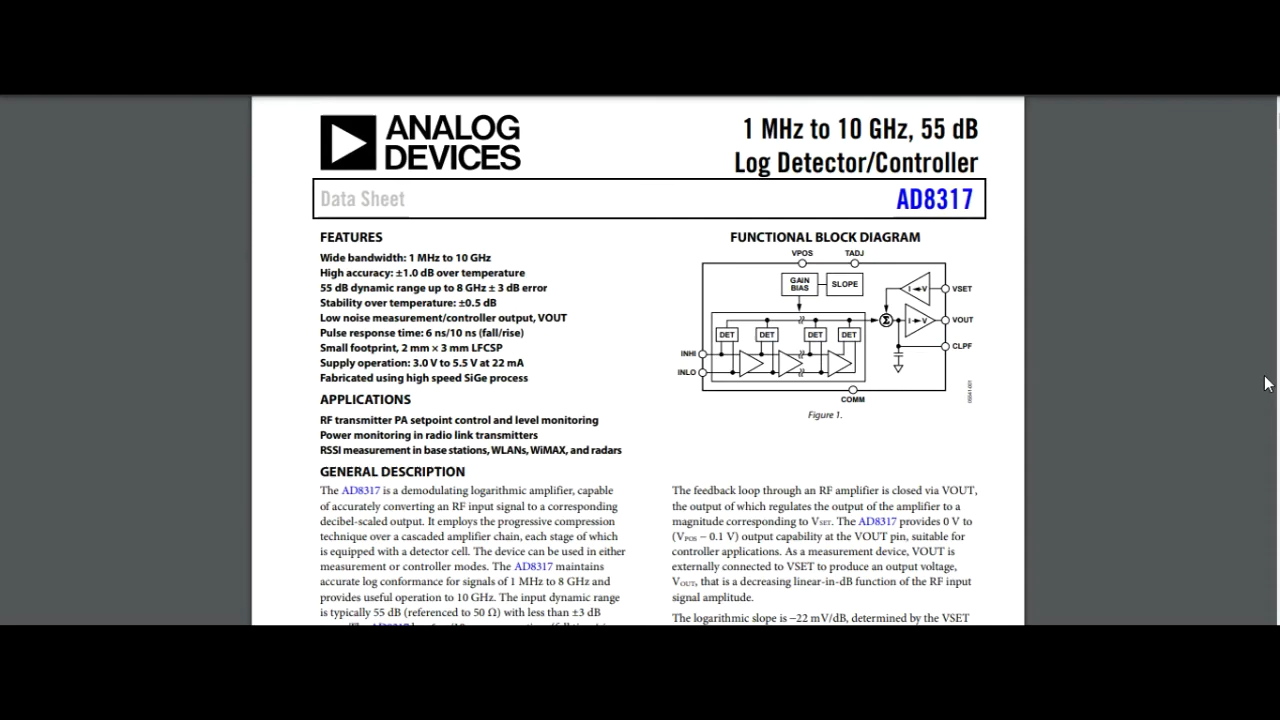 ANALOG
DEVICES
1 MHz to 10 GHz, 55 dB
Log Detector/Controller
Data Sheet
AD8317
FEATURES
Wide bandwidth: 1 MHz to 10 GHz
High accuracy: ±1.0 dB over temperature
55 dB dynamic range up to 8 GHz ± 3 dB error
Stability over temperature: ±0.5 dB
Low noise measurement/controller output, VOUT
Pulse response time: 6 ns/10 ns (fall/rise)
Small footprint, 2 mm × 3 mm LFCSP
Supply operation: 3.0 V to 5.5 V at 22 mA
Fabricated using high speed SiGe process
APPLICATIONS
RF transmitter PA setpoint control and level monitoring
Power monitoring in radio link transmitters
RSSI measurement in base stations, WLANs, WiMAX, and radars
GENERAL DESCRIPTION
The AD8317 is a demodulating logarithmic amplifier, capable
of accurately converting an RF input signal to a corresponding
decibel-scaled output. It employs the progressive compression
technique over a cascaded amplifier chain, each stage of which
is equipped with a detector cell. The device can be used in either
measurement or controller modes. The AD8317 maintains
accurate log conformance for signals of 1 MHz to 8 GHz and
provides useful operation to 10 GHz. The input dynamic range
is typically 55 dB (referenced to 50 Ω) with less than ±3 dB
FUNCTIONAL BLOCK DIAGRAM
VPOS
TADJ
GAIN
BIAS
SLOPE
I V
VSET
Σ
I V
VOUT
DET
DET
DET
DET
CLPF
INHI
INLO
COMM
Figure 1.
The feedback loop through an RF amplifier is closed via VOUT,
the output of which regulates the output of the amplifier to a
magnitude corresponding to VSET. The AD8317 provides 0 V to
(VPOS − 0.1 V) output capability at the VOUT pin, suitable for
controller applications. As a measurement device, VOUT is
externally connected to VSET to produce an output voltage,
VOUT, that is a decreasing linear-in-dB function of the RF input
signal amplitude.
The logarithmic slope is −22 mV/dB, determined by the VSET